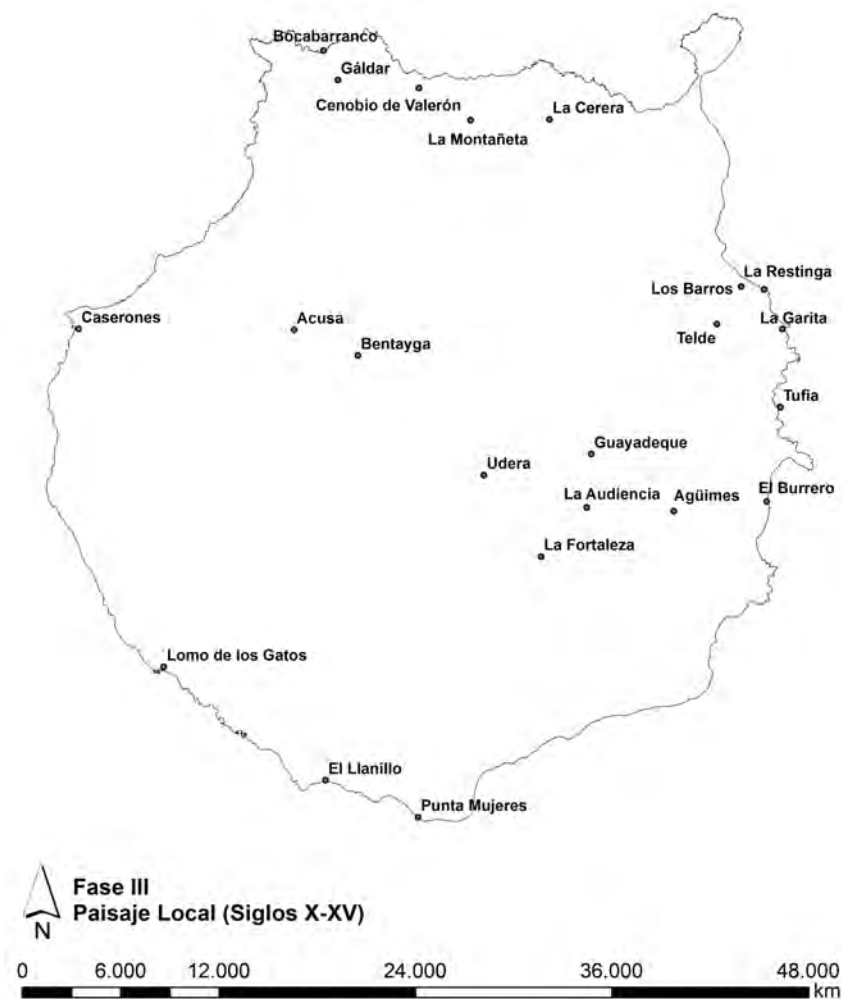 Bocabarranco
Gáldar
Cenobio de Valerón
La Cerera
La Montañeta
La Restinga
Los Barros
Caserones
Acusa
La Garita
Telde
Bentayga
Tufia
Guayadeque
Udera
La Audiencia
Agüimes
El Burrero
La Fortaleza
Lomo de los Gatos
El Llanillo
Punta Mujeres
Fase III
Paisaje Local (Siglos X-XV)
N
0 6.000 12.000 24.000 36.000 48.000
km